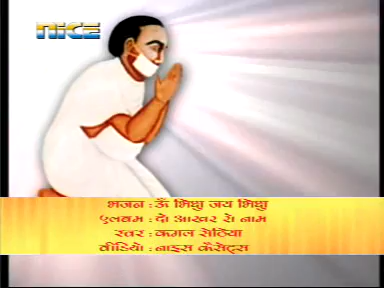 NICE
भजन : ॐ भिक्षु जय भिक्षु
एलबम : दो आखर रो नाम
स्वर : कमल सेठिया
वीडियो : नाइस कैसेट्स